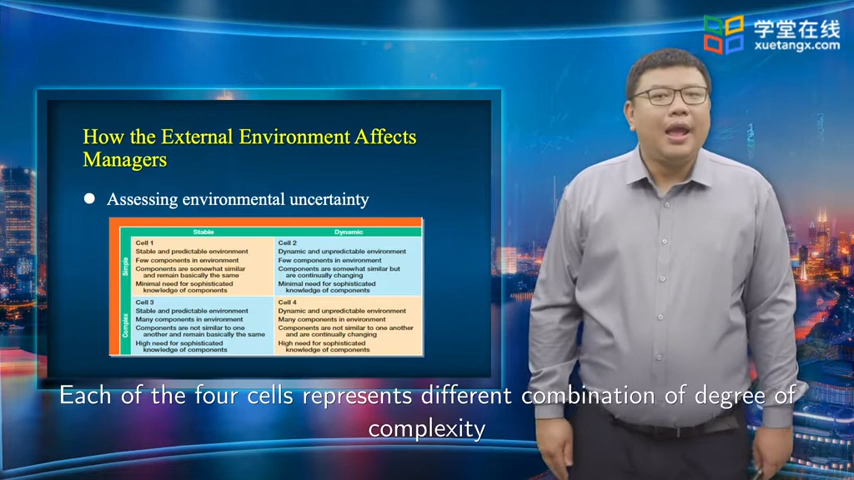 学堂在线
xuetangx.com
How the External Environment Affects
Managers
Assessing environmental uncertainty
Stable
Dynamic
Simple
Cell 1
Stable and predictable environment
Few components in environment
Components are somewhat similar
and remain basically the same
Minimal need for sophisticated
knowledge of components
Cell 2
Dynamic and unpredictable environment
Few components in environment
Components are somewhat similar but
are continually changing
Minimal need for sophisticated
knowledge of components
Complex
Cell 3
Stable and predictable environment
Many components in environment
Components are not similar to one
another and remain basically the same
High need for sophisticated
knowledge of components
Cell 4
Dynamic and unpredictable environment
Many components in environment
Components are not similar to one another
and are continually changing
High need for sophisticated
knowledge of components
Each of the four cells represents different combination of degree of
complexity